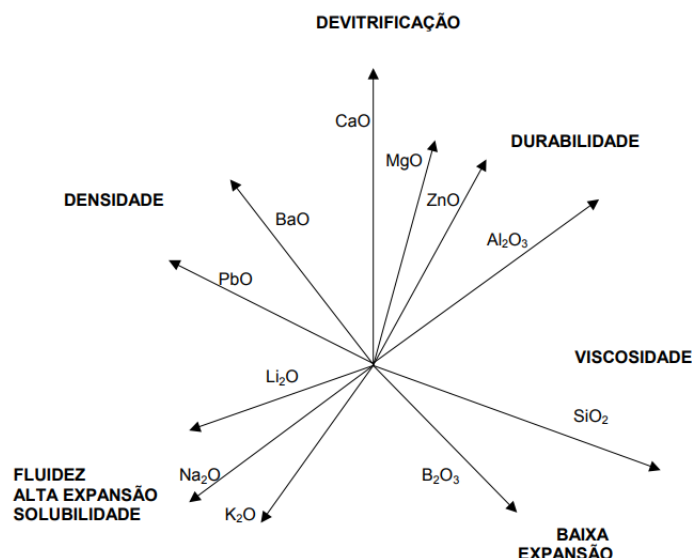 DEVITRIFICAÇÃO
CaO
MgO
DURABILIDADE
ZnO
DENSIDADE
BaO
Al₂O₃
PbO
VISCOSIDADE
Li₂O
SiO₂
FLUIDEZ
ALTA EXPANSÃO
SOLUBILIDADE
Na₂O
K₂O
B₂O₃
BAIXA
EXPANSÃO